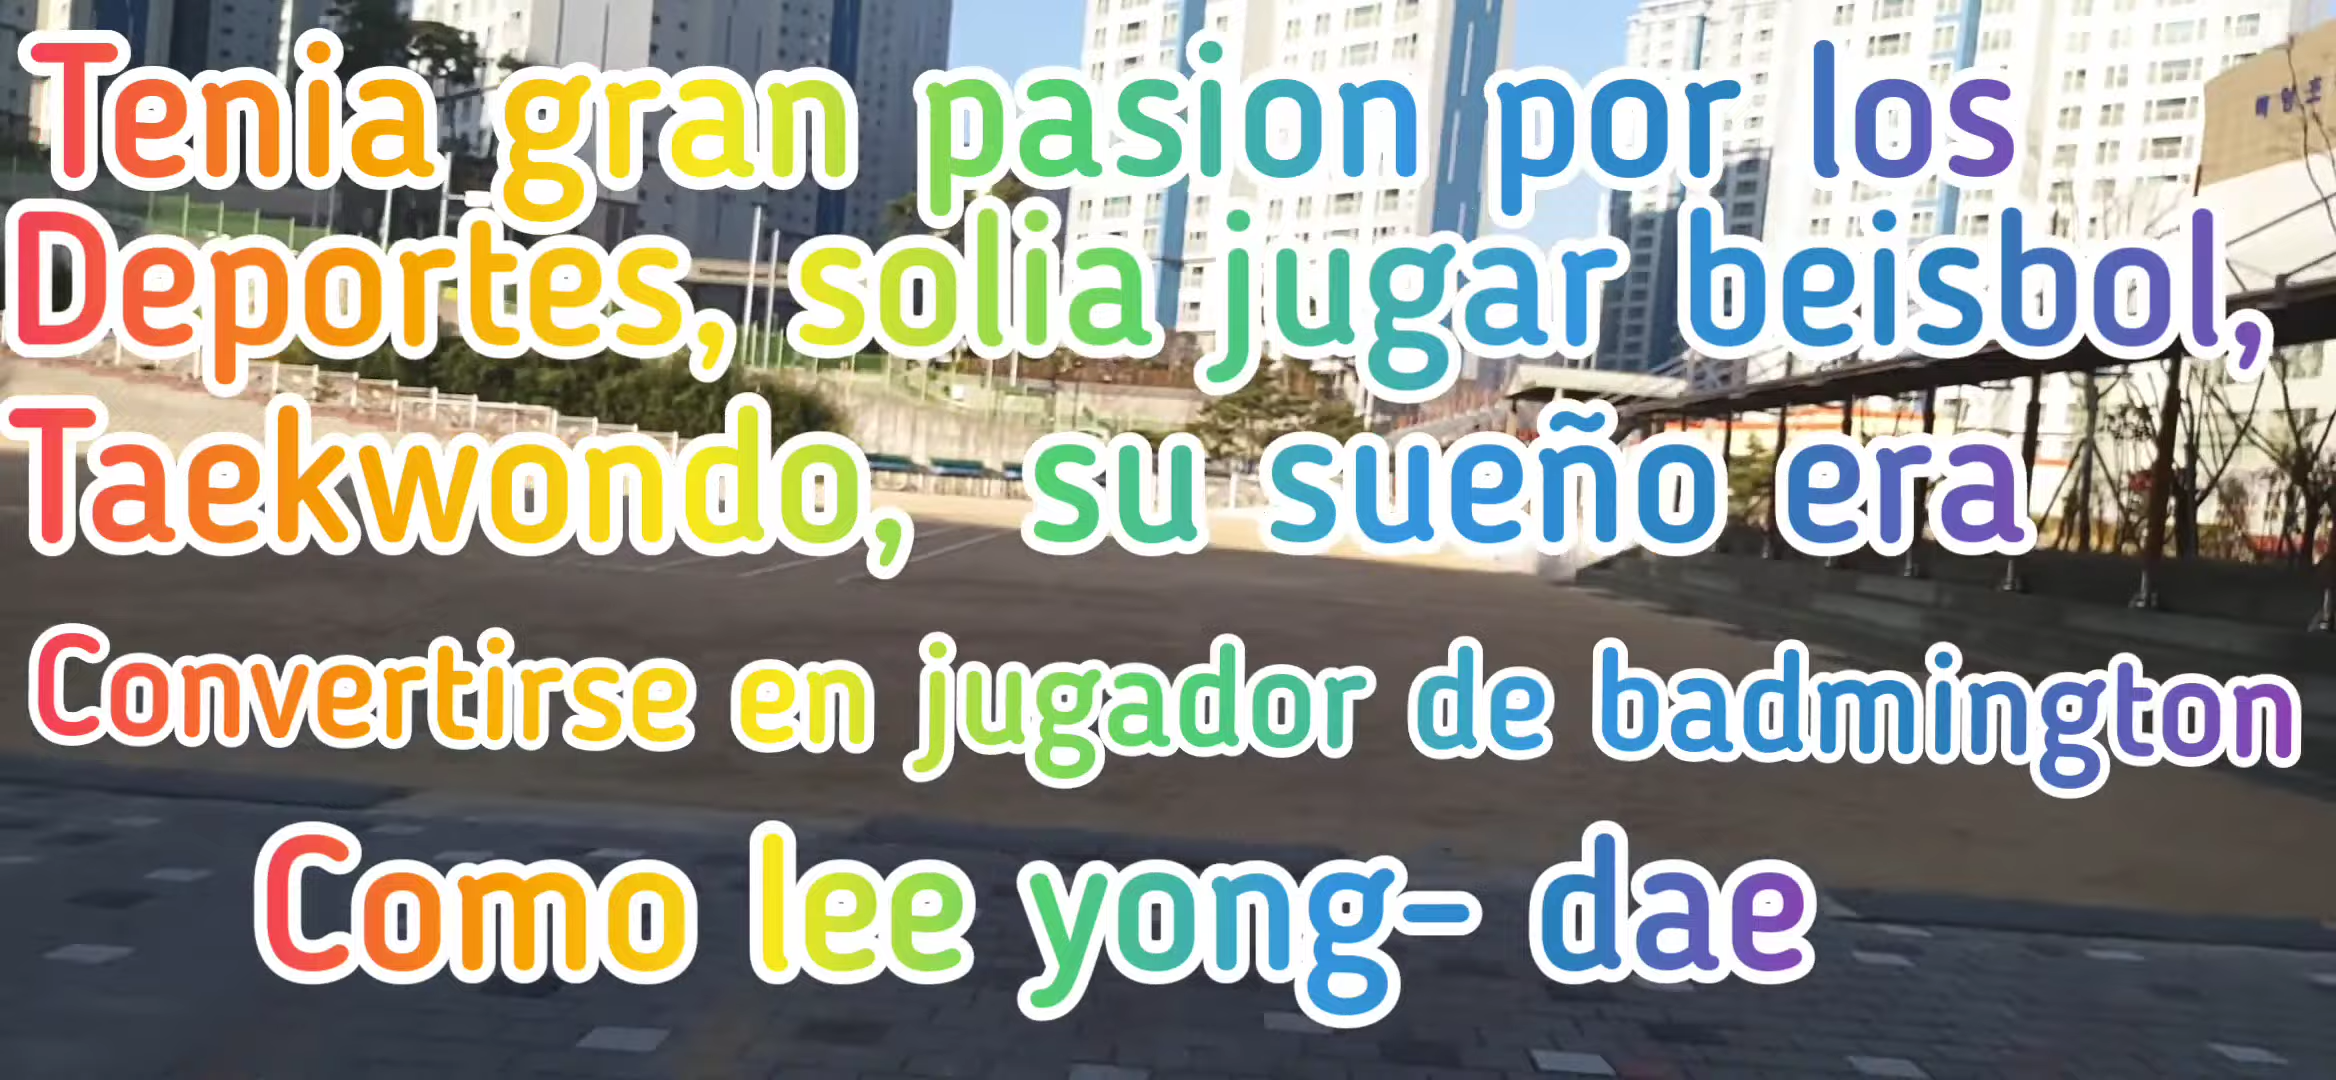 Tenia gran pasion por los
Deportes, solia jugar beisbol,
Taekwondo, su sueño era
Convertirse en jugador de badmington
Como lee yong- dae